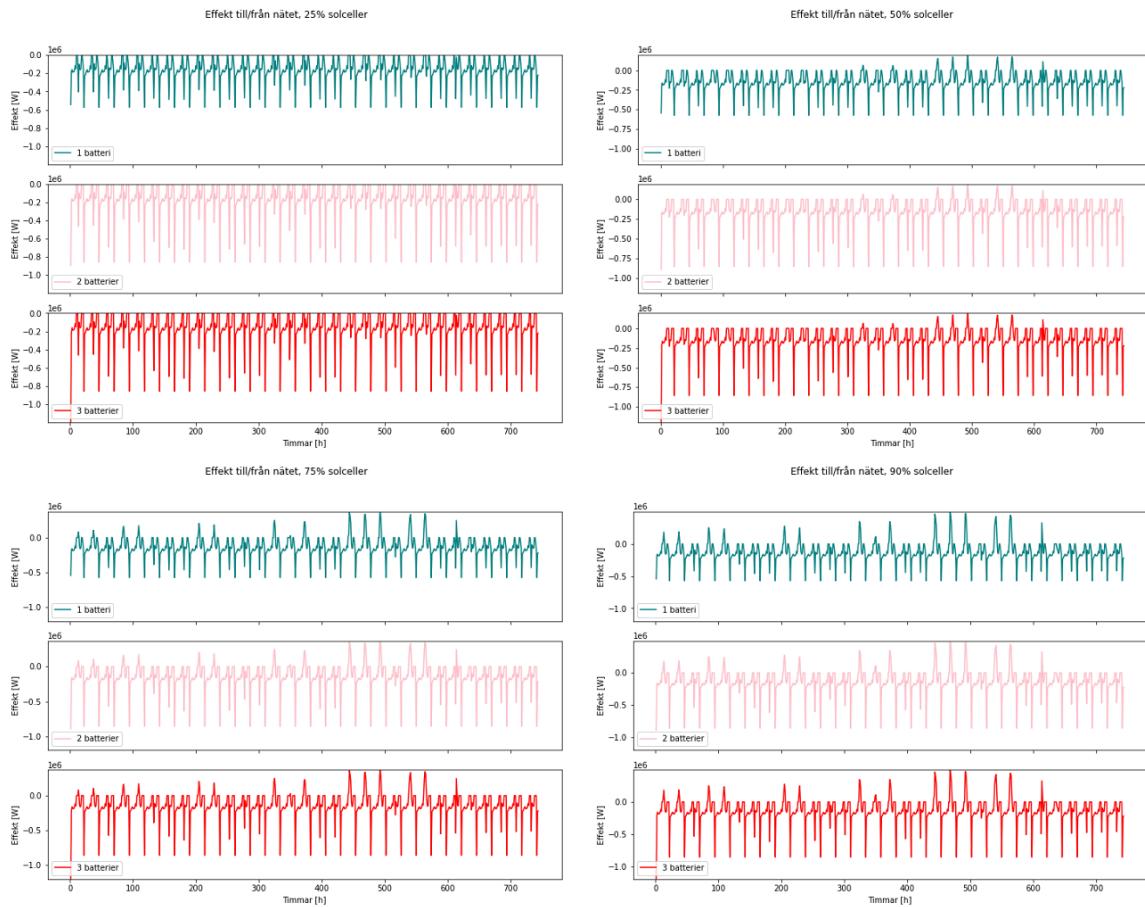 Effekt till/från nätet, 25% solceller
1e6
0.0
−0.2
−0.4
−0.6
−0.8
−1.0
Effekt [W]
1 batteri
1e6
0.0
−0.2
−0.4
−0.6
−0.8
−1.0
Effekt [W]
2 batterier
1e6
0.0
−0.2
−0.4
−0.6
−0.8
−1.0
Effekt [W]
3 batterier
0 100 200 300 400 500 600 700
Timmar [h]
Effekt till/från nätet, 50% solceller
1e6
0.00
−0.25
−0.50
−0.75
−1.00
Effekt [W]
1 batteri
1e6
0.00
−0.25
−0.50
−0.75
−1.00
Effekt [W]
2 batterier
1e6
0.00
−0.25
−0.50
−0.75
−1.00
Effekt [W]
3 batterier
0 100 200 300 400 500 600 700
Timmar [h]
Effekt till/från nätet, 75% solceller
1e6
0.0
−0.5
−1.0
Effekt [W]
1 batteri
1e6
0.0
−0.5
−1.0
Effekt [W]
2 batterier
1e6
0.0
−0.5
−1.0
Effekt [W]
3 batterier
0 100 200 300 400 500 600 700
Timmar [h]
Effekt till/från nätet, 90% solceller
1e6
0.0
−0.5
−1.0
Effekt [W]
1 batteri
1e6
0.0
−0.5
−1.0
Effekt [W]
2 batterier
1e6
0.0
−0.5
−1.0
Effekt [W]
3 batterier
0 100 200 300 400 500 600 700
Timmar [h]